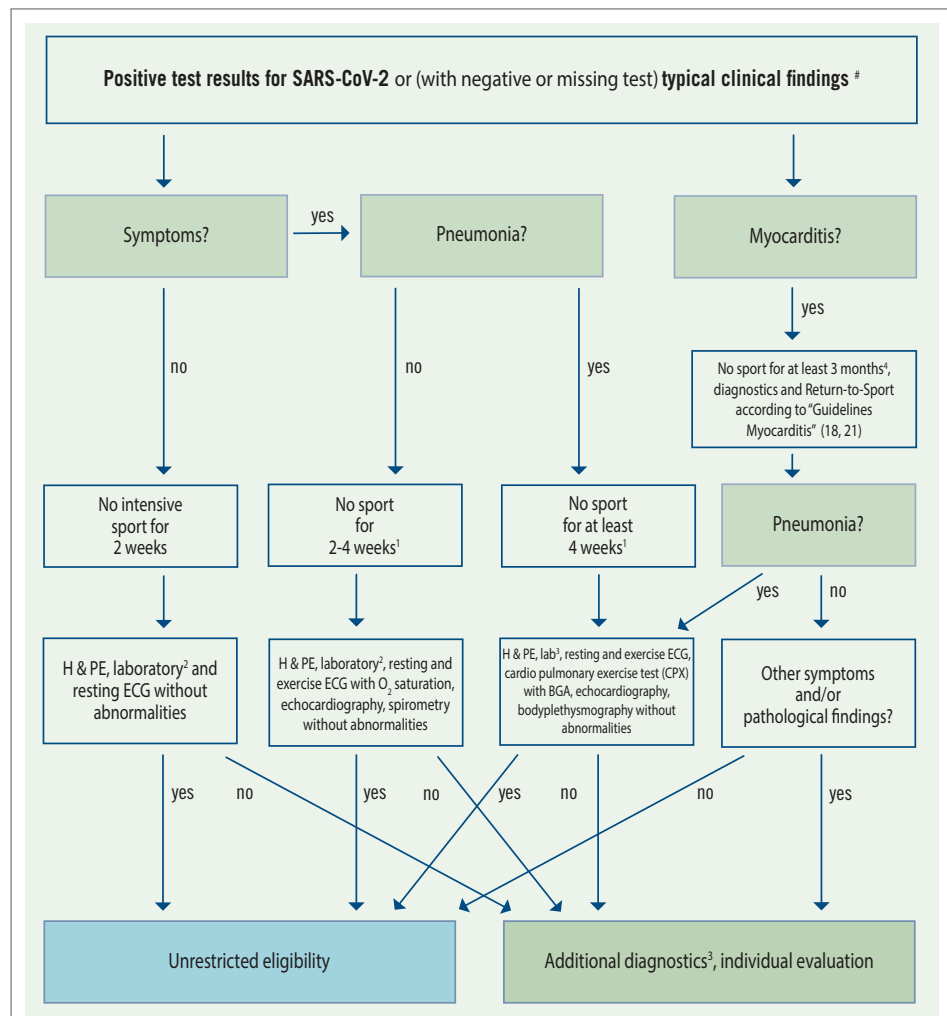 Positive test results for SARS-CoV-2 or (with negative or missing test) typical clinical findings #
Symptoms?
yes
Pneumonia?
Myocarditis?
no
no
yes
yes
No sport for at least 3 months4,
diagnostics and Return-to-Sport
according to "Guidelines
Myocarditis" (18, 21)
No intensive
sport for
2 weeks
No sport
for
2-4 weeks1
No sport
for at least
4 weeks1
Pneumonia?
yes
no
H & PE, laboratory2 and
resting ECG without
abnormalities
H & PE, laboratory2, resting and
exercise ECG with O2 saturation,
echocardiography, spirometry
without abnormalities
H & PE, lab3, resting and exercise ECG,
cardio pulmonary exercise test (CPX)
with BGA, echocardiography,
bodyplethysmography without
abnormalities
Other symptoms
and/or
pathological findings?
yes
no
yes
no
yes
no
no
yes
Unrestricted eligibility
Additional diagnostics3, individual evaluation